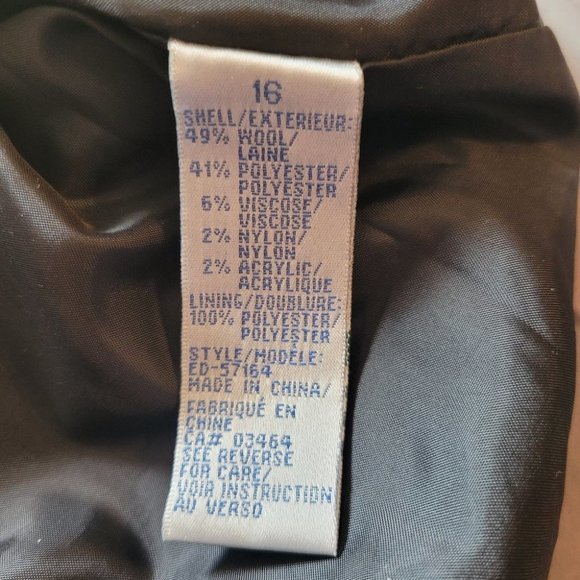 16
SHELL/EXTERIEUR:
49% WOOL/
LAINE
41% POLYESTER/
POLYESTER
6% VISCOSE/
VISCOSE
2% NYLON/
NYLON
2% ACRYLIC/
ACRYLIQUE
LINING/DOUBLURE:
100% POLYESTER/
POLYESTER
STYLE/MODÈLE:
ED-57164
MADE IN CHINA/
FABRIQUÉ EN
CHINE
CA# 03464
SEE REVERSE
FOR CARE/
VOIR INSTRUCTION
AU VERSO